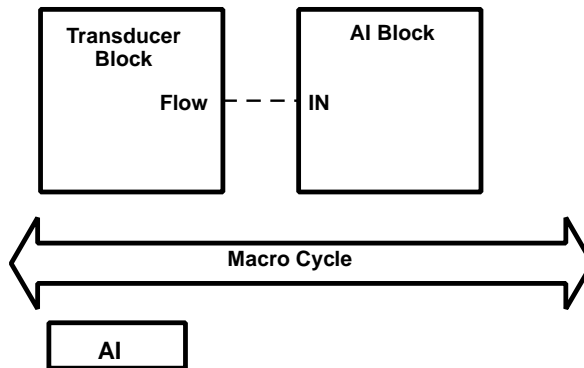 Transducer
Block
AI Block
Flow
IN
Macro Cycle
AI